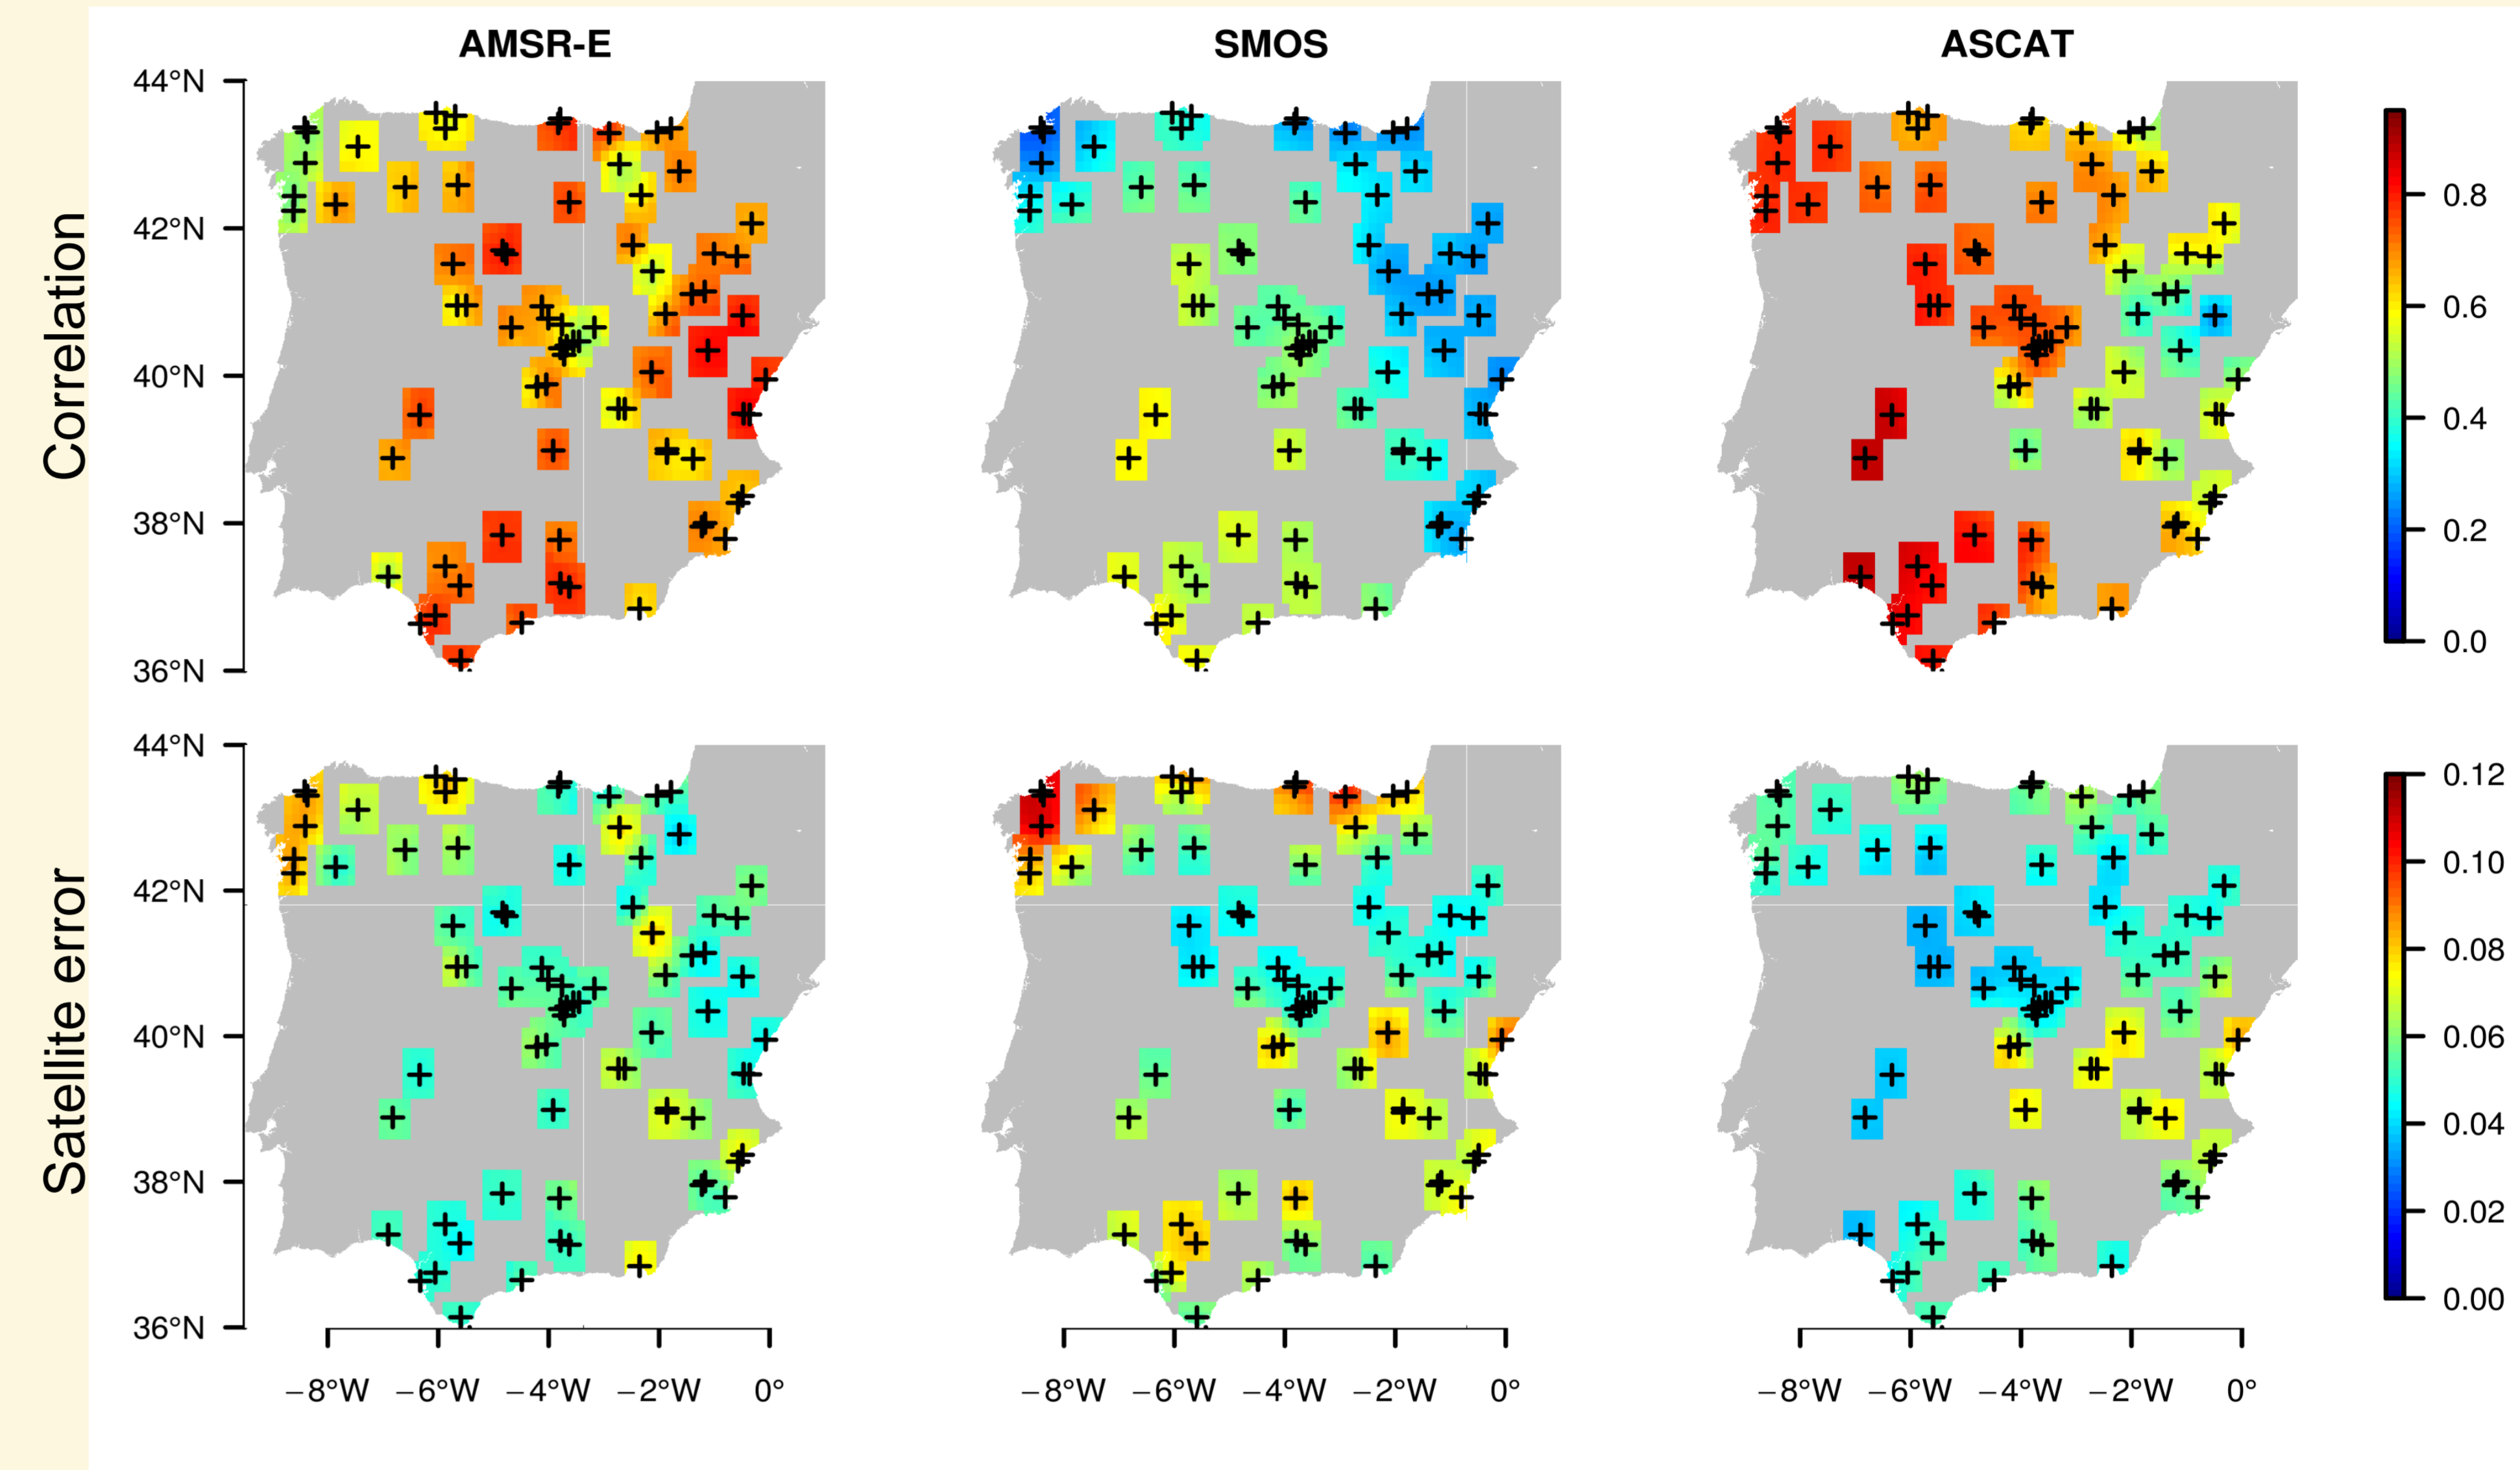 AMSR-E SMOS ASCAT
Correlation
44°N
42°N
40°N
38°N
36°N
0.8
0.6
0.4
0.2
0.0
Satellite error
44°N
42°N
40°N
38°N
36°N
0.12
0.10
0.08
0.06
0.04
0.02
0.00
−8°W −6°W −4°W −2°W 0° −8°W −6°W −4°W −2°W 0° −8°W −6°W −4°W −2°W 0°